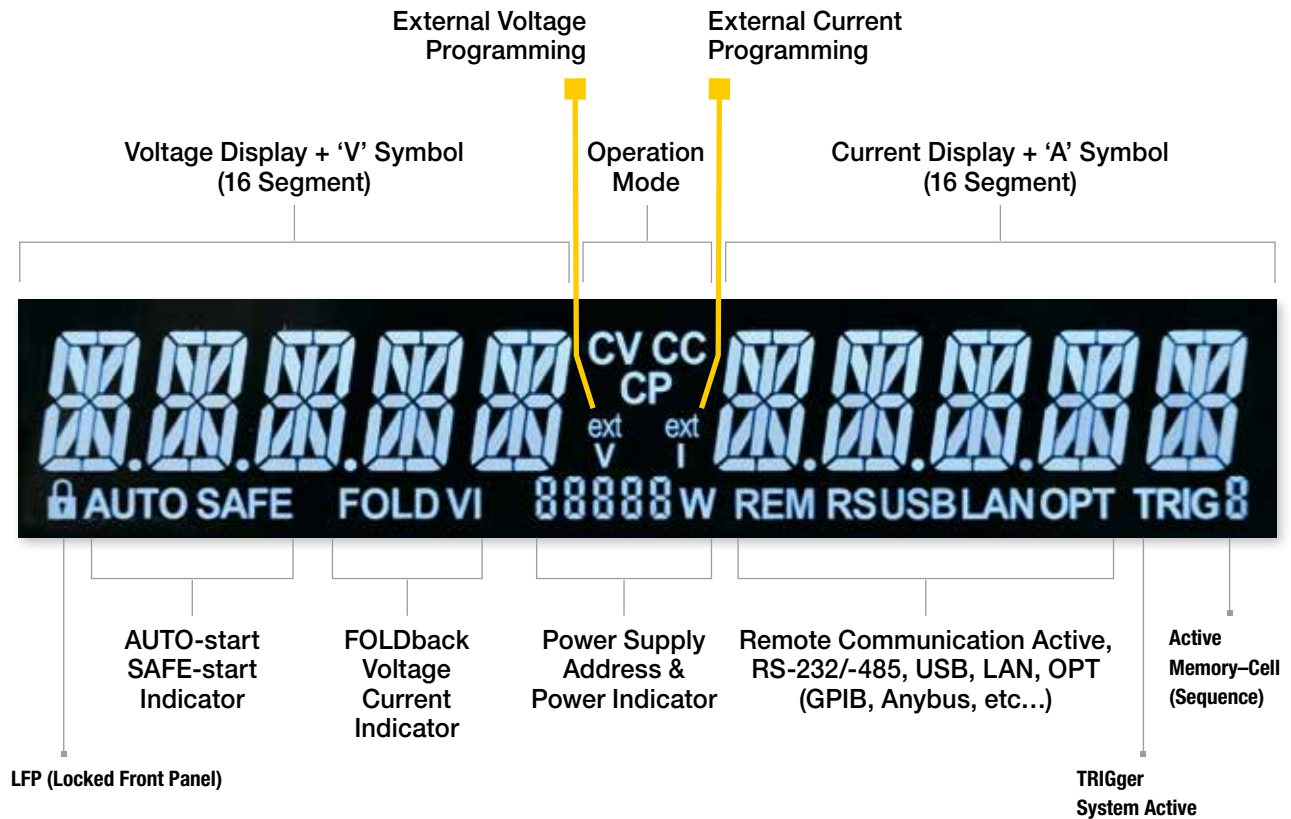 External Voltage
Programming
External Current
Programming
Voltage Display + ‘V’ Symbol
(16 Segment)
Operation
Mode
Current Display + ‘A’ Symbol
(16 Segment)
CV CC
CP
ext
V
ext
I
AUTO SAFE FOLD VI 88888 W REM RS USB LAN OPT TRIG 8
AUTO-start
SAFE-start
Indicator
FOLDback
Voltage
Current
Indicator
Power Supply
Address &
Power Indicator
Remote Communication Active,
RS-232/-485, USB, LAN, OPT
(GPIB, Anybus, etc…)
Active
Memory–Cell
(Sequence)
LFP (Locked Front Panel)
TRIGger
System Active